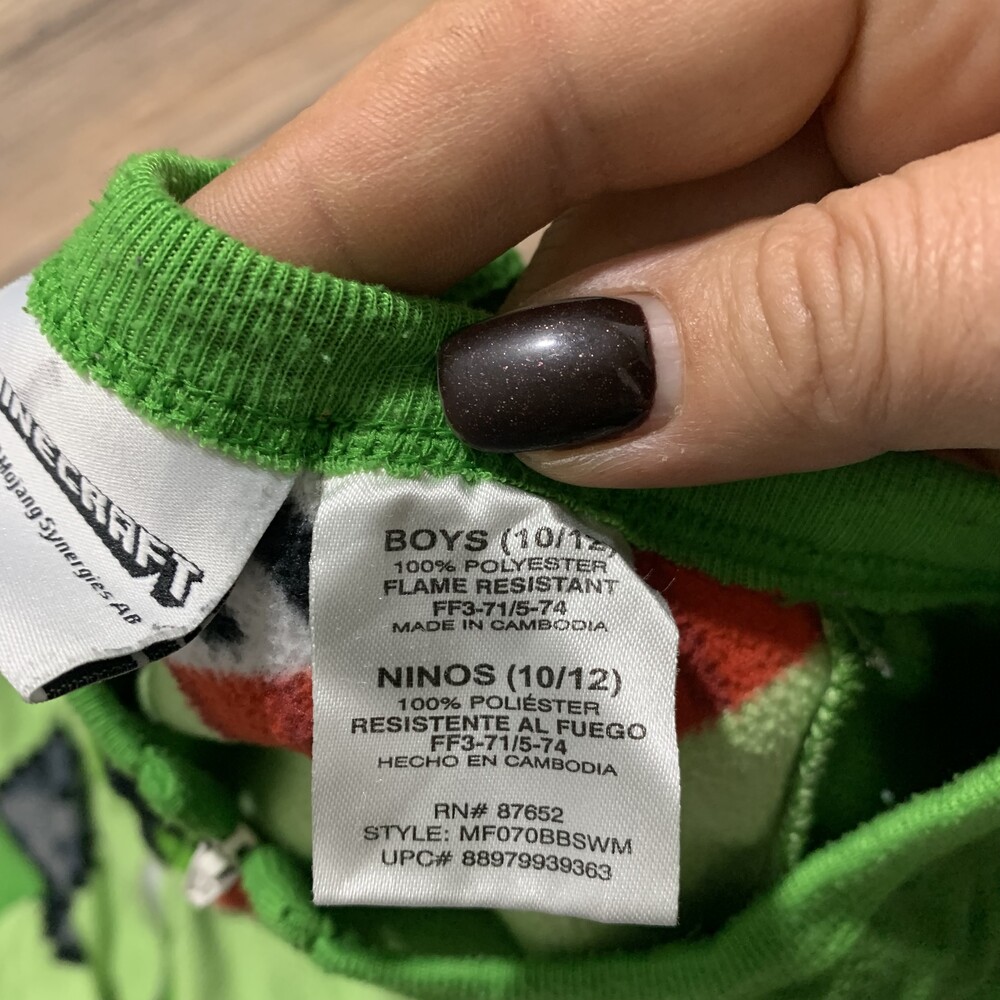 INECRAFT
Mojang Synergies AB
BOYS (10/12)
100% POLYESTER
FLAME RESISTANT
FF3-71/5-74
MADE IN CAMBODIA
NINOS (10/12)
100% POLIÉSTER
RESISTENTE AL FUEGO
FF3-71/5-74
HECHO EN CAMBODIA
RN# 87652
STYLE: MF070BBSWM
UPC# 88979939363